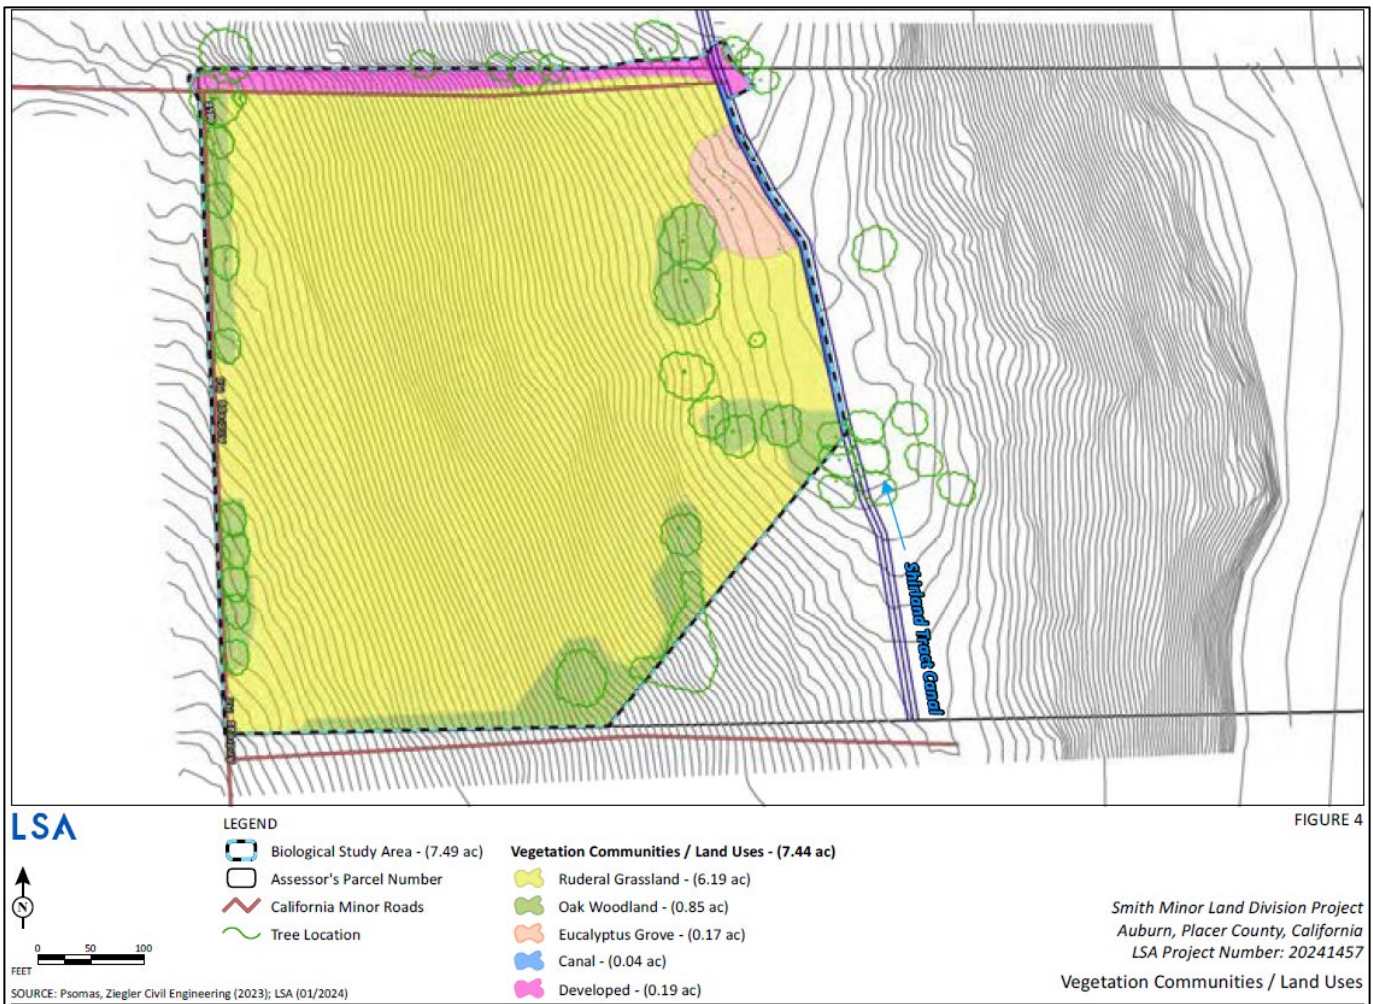 Shirland Tract Canal
LSA
FIGURE 4
LEGEND
Biological Study Area - (7.49 ac)
Assessor's Parcel Number
California Minor Roads
Tree Location
Vegetation Communities / Land Uses - (7.44 ac)
Ruderal Grassland - (6.19 ac)
Oak Woodland - (0.85 ac)
Eucalyptus Grove - (0.17 ac)
Canal - (0.04 ac)
Developed - (0.19 ac)
N
0 50 100
FEET
SOURCE: Psomas, Ziegler Civil Engineering (2023); LSA (01/2024)
Smith Minor Land Division Project
Auburn, Placer County, California
LSA Project Number: 20241457
Vegetation Communities / Land Uses